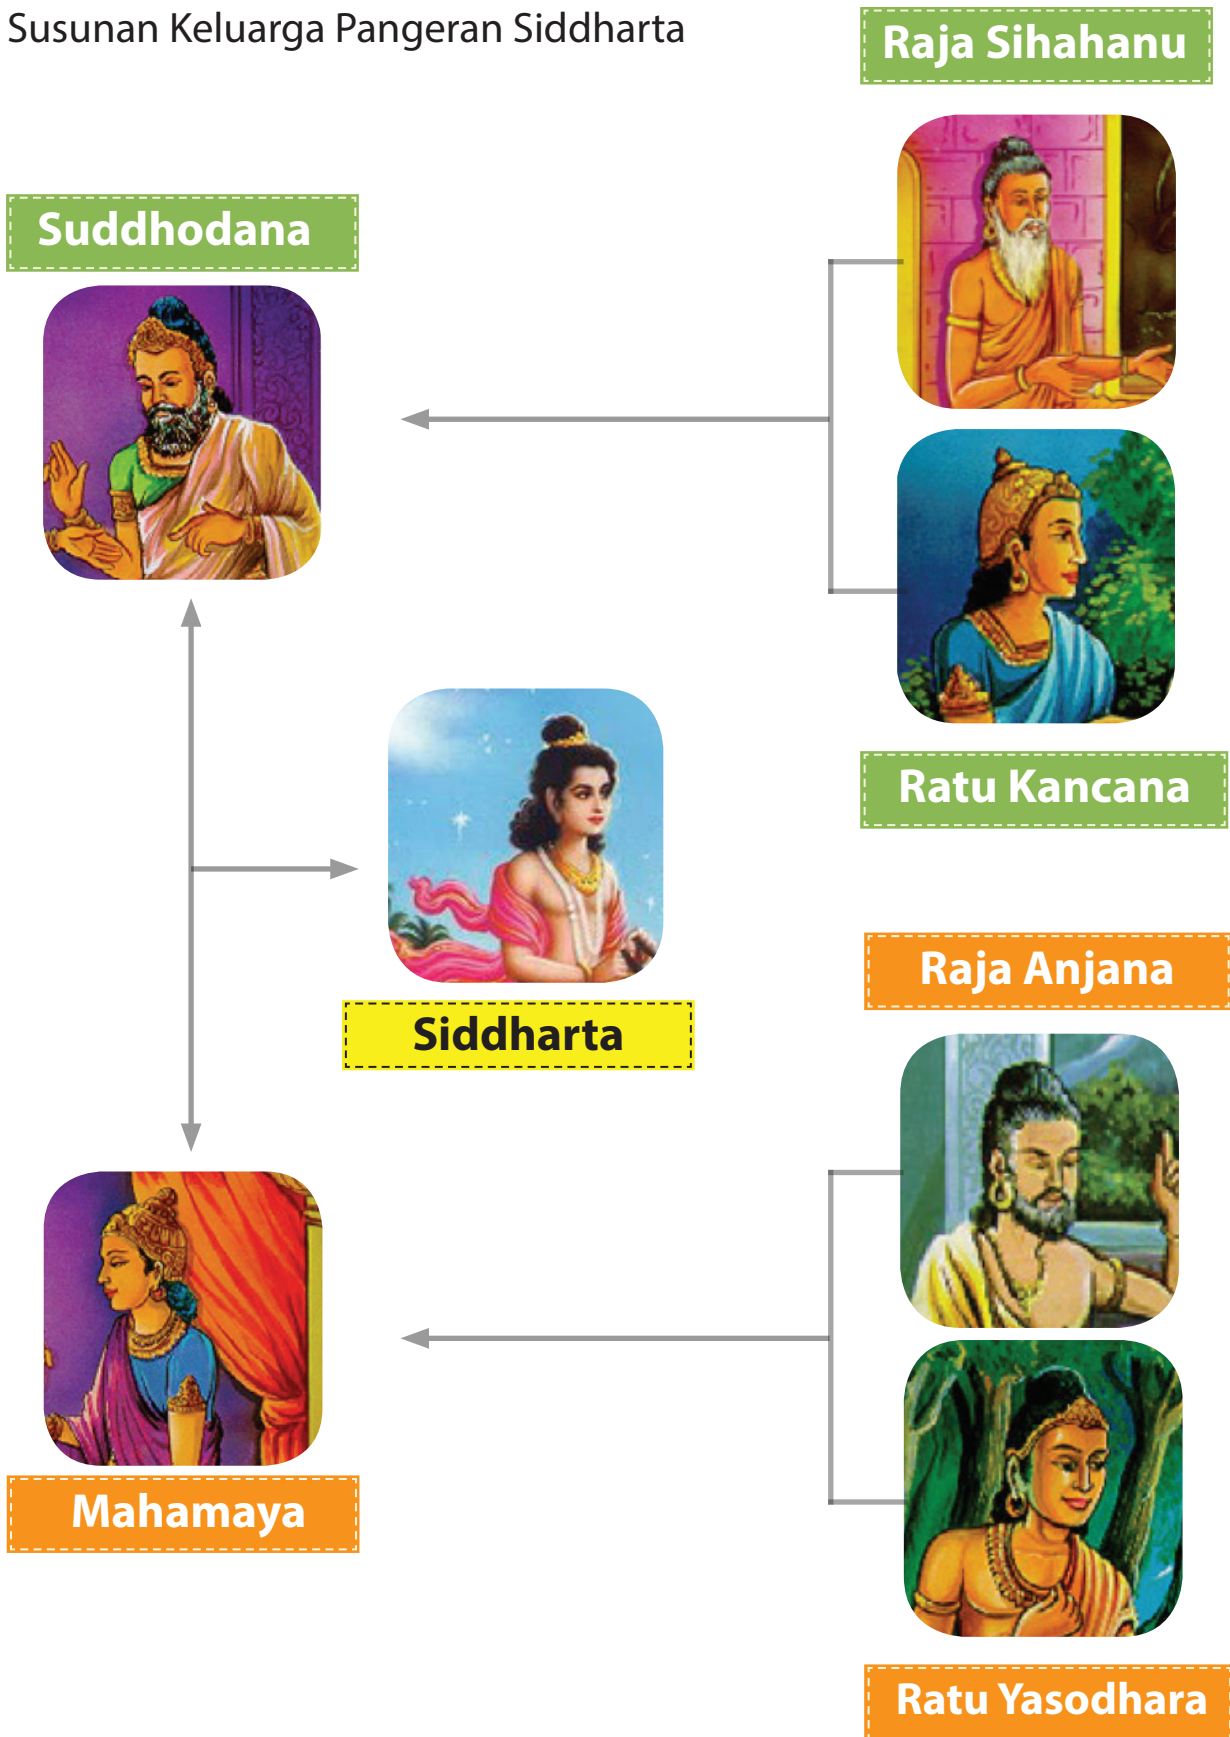 Susunan Keluarga Pangeran Siddharta
Raja Sihahanu
Suddhodana
Ratu Kancana
Raja Anjana
Siddharta
Mahamaya
Ratu Yasodhara